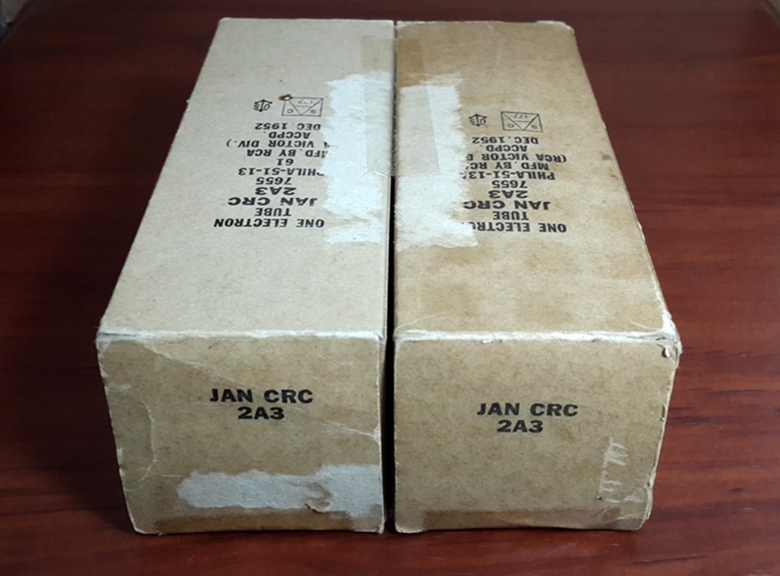 ONE ELECTRON
TUBE
JAN CRC
2A3
7655
PHILA-51-13
61
MFD. BY RCA
A VICTOR DIV.)
ACCPD.
DEC. 1952
ONE ELECTRO
TUBE
JAN CRC
2A3
7655
PHILA-51-13
MFD. BY RC
(RCA VICTOR D
ACCPD.
DEC. 1952
JAN CRC
2A3
JAN CRC
2A3